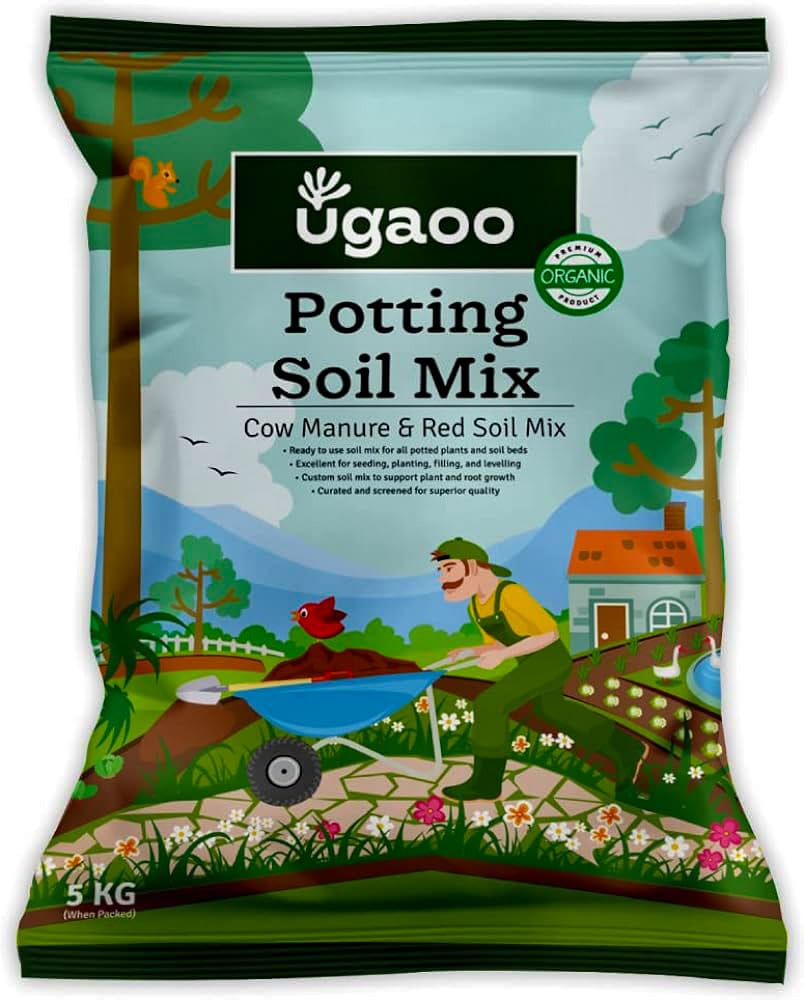 ugaoo
PREMIUM
ORGANIC
PRODUCT
Potting
Soil Mix
Cow Manure & Red Soil Mix
• Ready to use soil mix for all potted plants and soil beds
• Excellent for seeding, planting, filling, and levelling
• Custom soil mix to support plant and root growth
• Curated and screened for superior quality
5 KG
(When Packed)